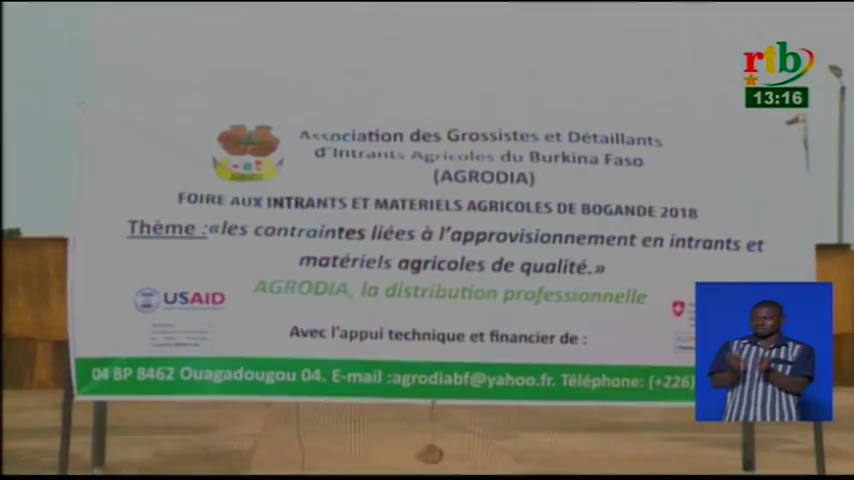 rtb
13:16
Association des Grossistes et Détaillants
d'Intrants Agricoles du Burkina Faso
(AGRODIA)
FOIRE AUX INTRANTS ET MATERIELS AGRICOLES DE BOGANDE 2018
Thème :«les contraintes liées à l'approvisionnement en intrants et
matériels agricoles de qualité.»
AGRODIA, la distribution professionnelle
USAID
Avec l'appui technique et financier de :
04 BP 8462 Ouagadougou 04. E-mail :agrodiabf@yahoo.fr. Téléphone: (+226)